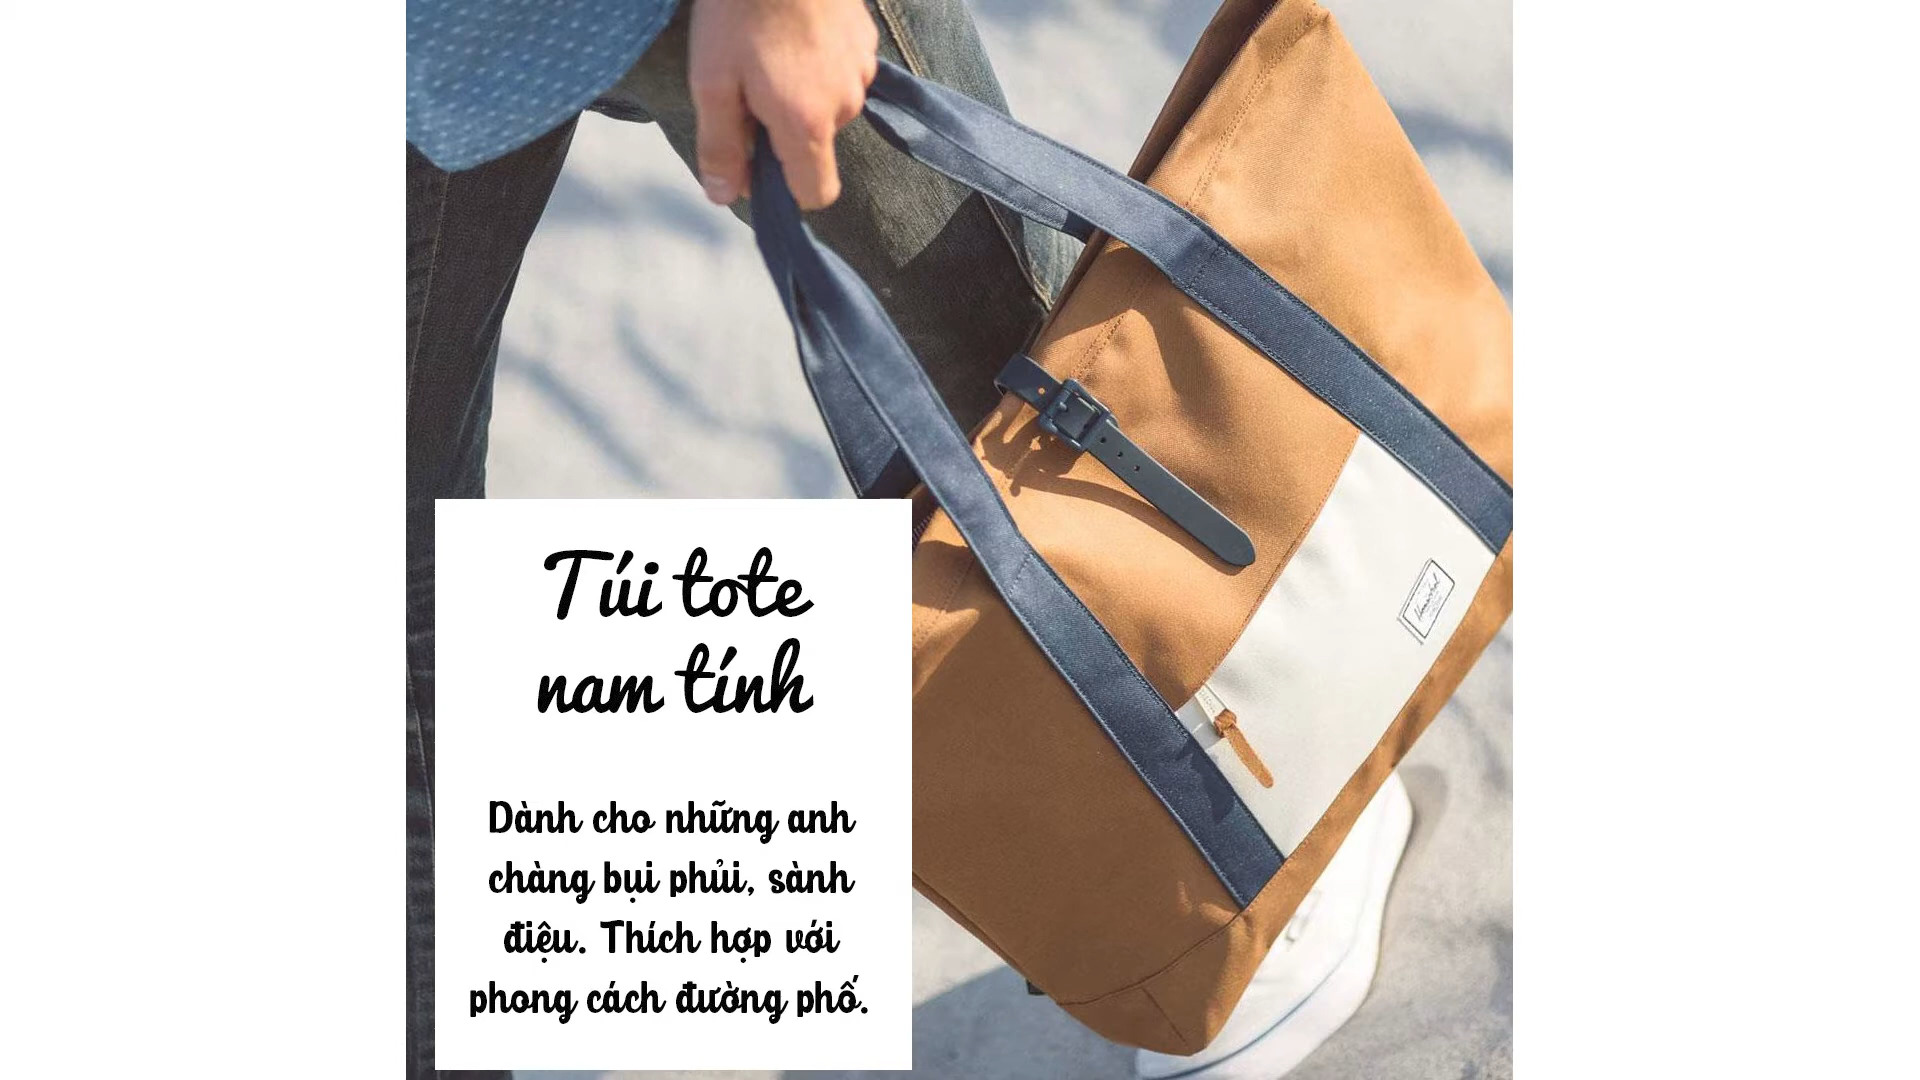 Túi tote
nam tính
Dành cho những anh
chàng bụi phủi, sành
điệu. Thích hợp với
phong cách đường phố.